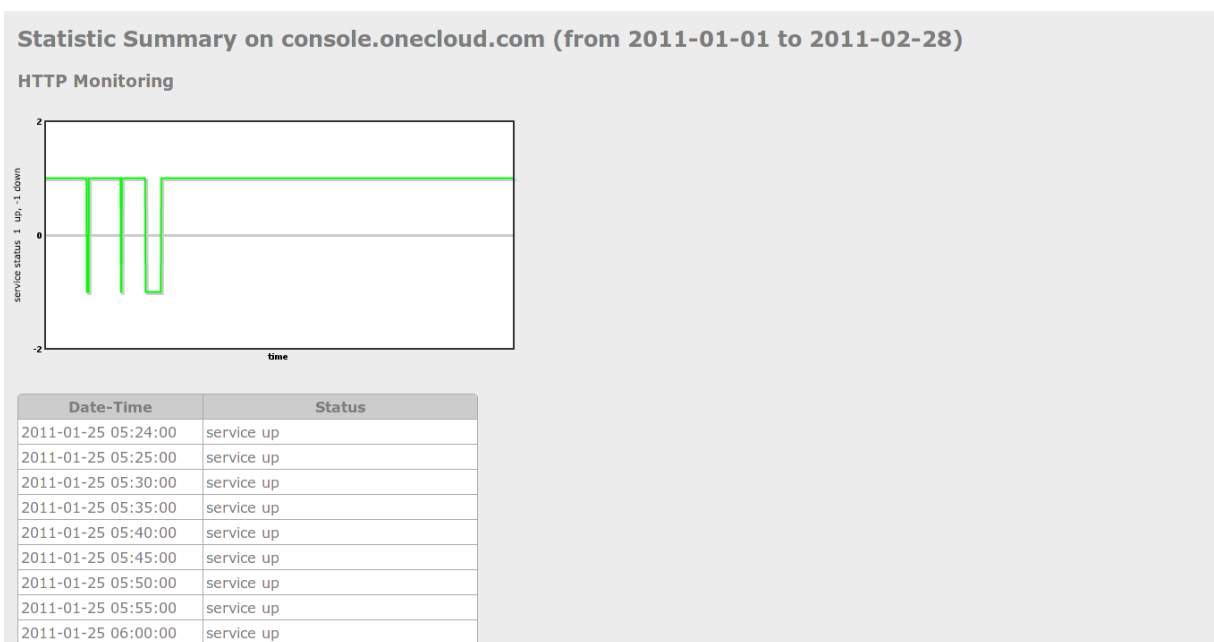 Statistic Summary on console.onecloud.com (from 2011-01-01 to 2011-02-28)
HTTP Monitoring
2
service status 1 up, -1 down
0
-2
time
Date-Time Status
2011-01-25 05:24:00 service up
2011-01-25 05:25:00 service up
2011-01-25 05:30:00 service up
2011-01-25 05:35:00 service up
2011-01-25 05:40:00 service up
2011-01-25 05:45:00 service up
2011-01-25 05:50:00 service up
2011-01-25 05:55:00 service up
2011-01-25 06:00:00 service up